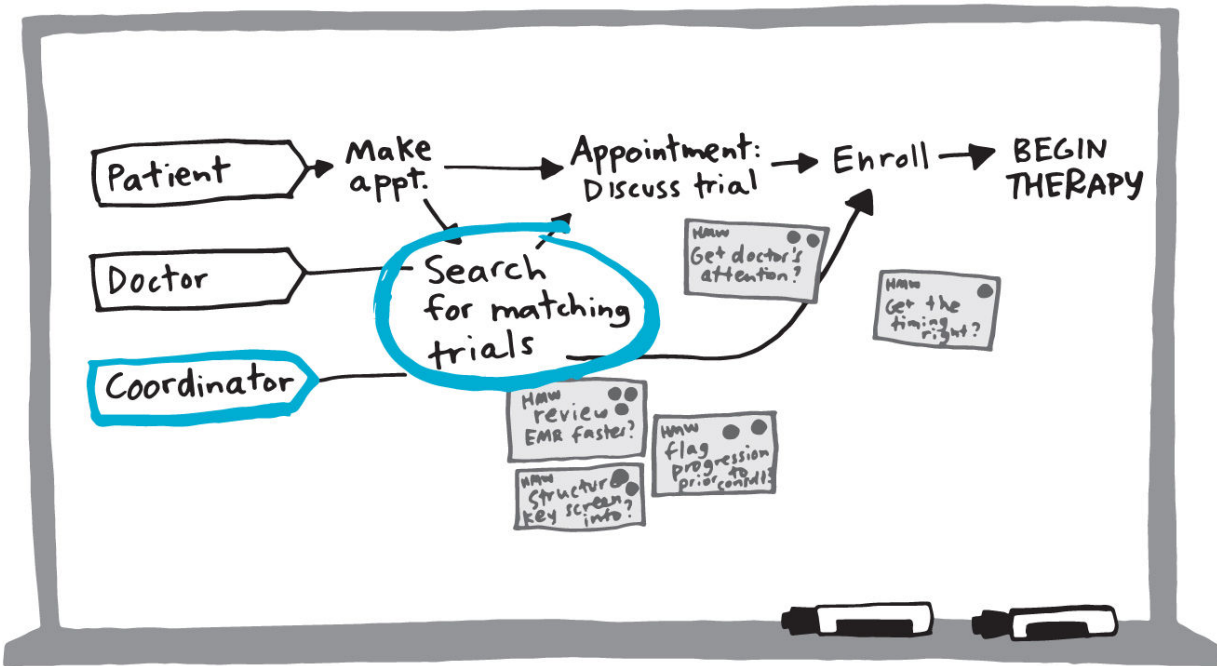 Patient
Make
appt.
Appointment:
Discuss trial
Enroll
BEGIN
THERAPY
Doctor
Search
for matching
trials
Coordinator
HMW
Get doctor's
attention?
HMW
Get the
timing
right?
HMW
review
EMR faster?
HMW
flag
progression
prior to
consult?
HMW
Structure
key screen
info?